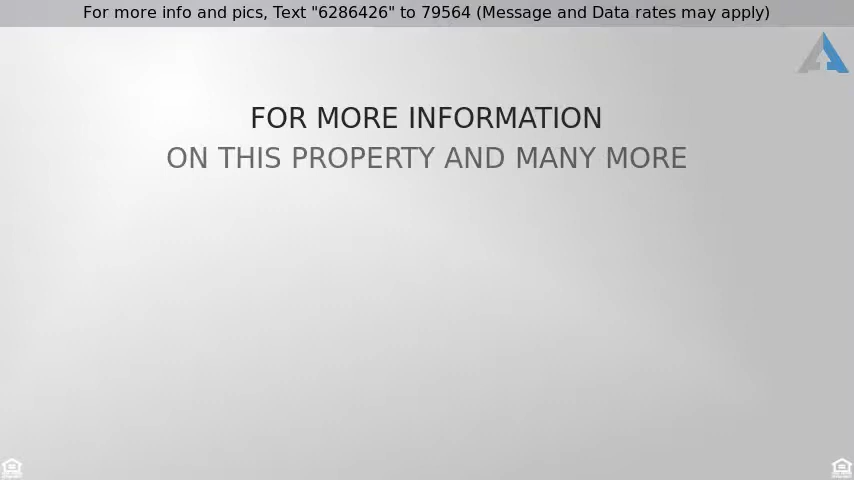 For more info and pics, Text "6286426" to 79564 (Message and Data rates may apply)
FOR MORE INFORMATION
ON THIS PROPERTY AND MANY MORE